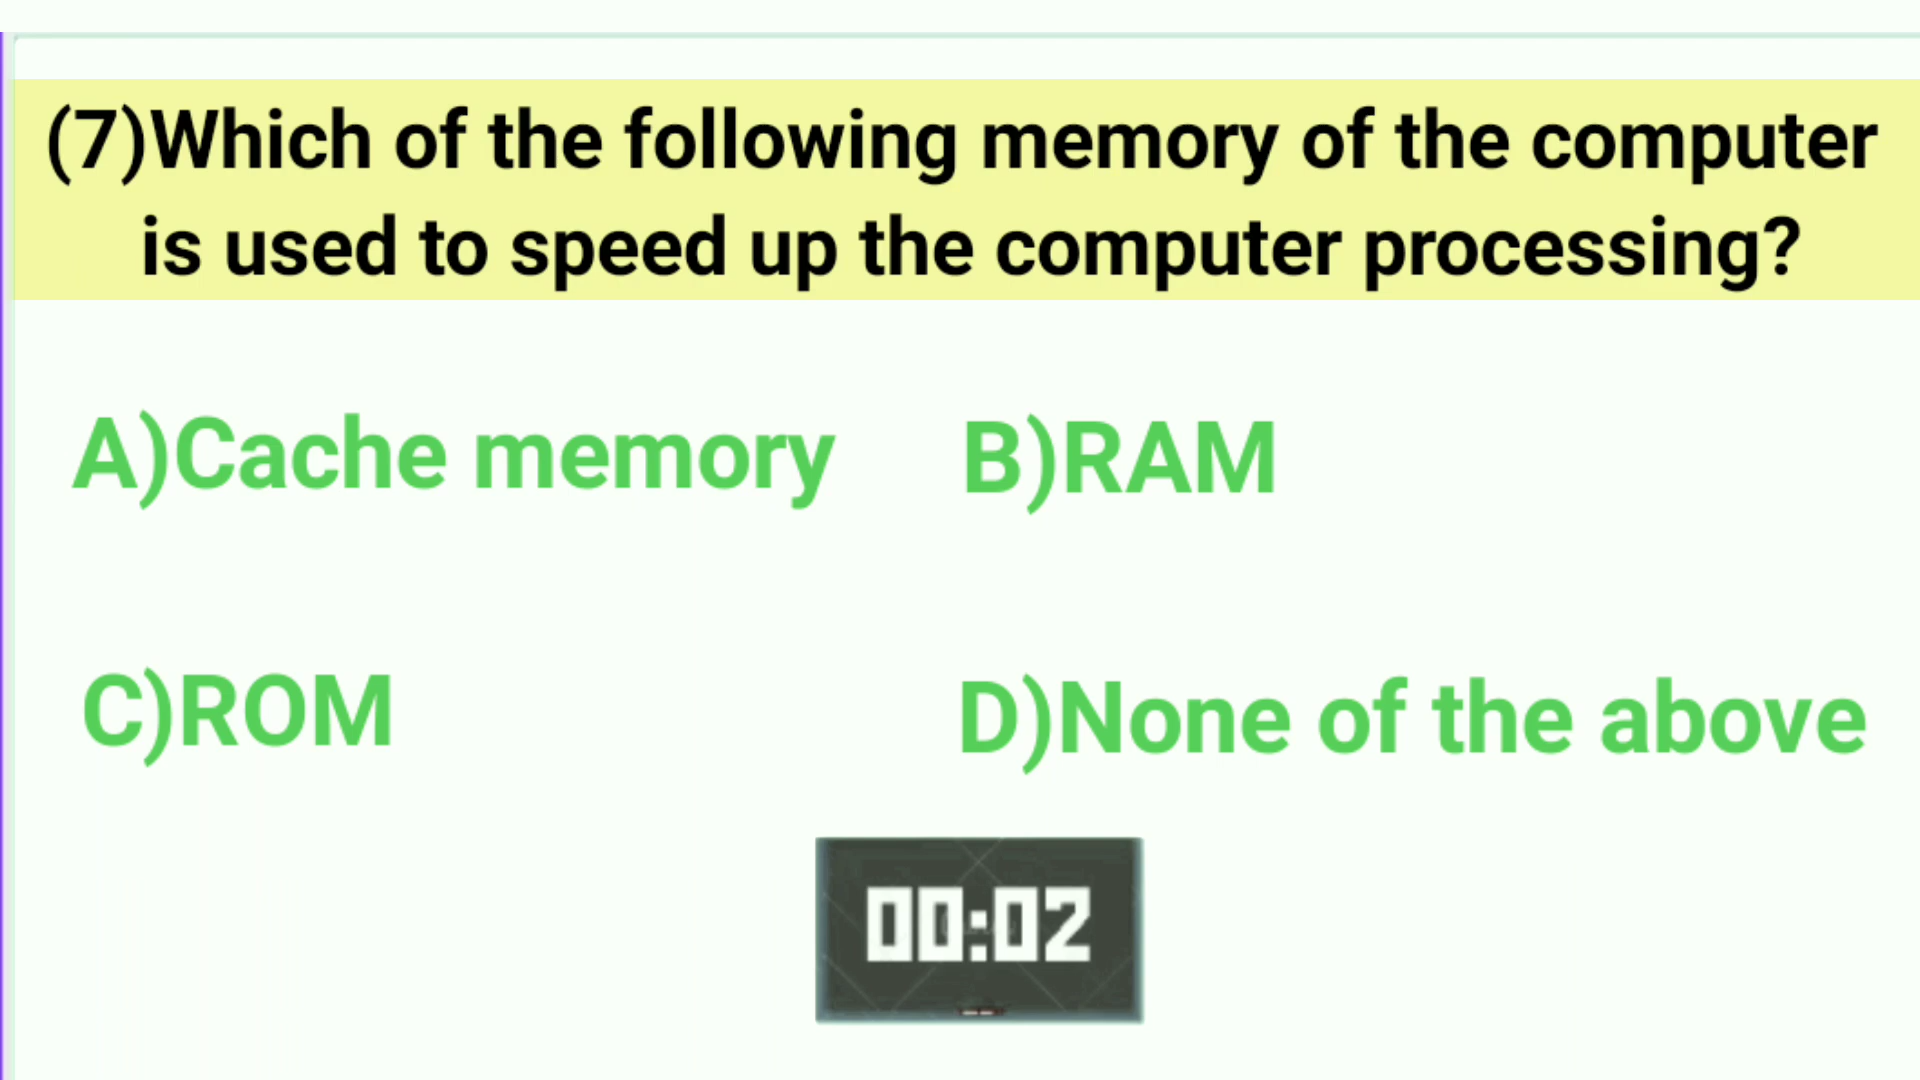 (7)Which of the following memory of the computer
is used to speed up the computer processing?
A)Cache memory B)RAM
C)ROM D)None of the above
00:02